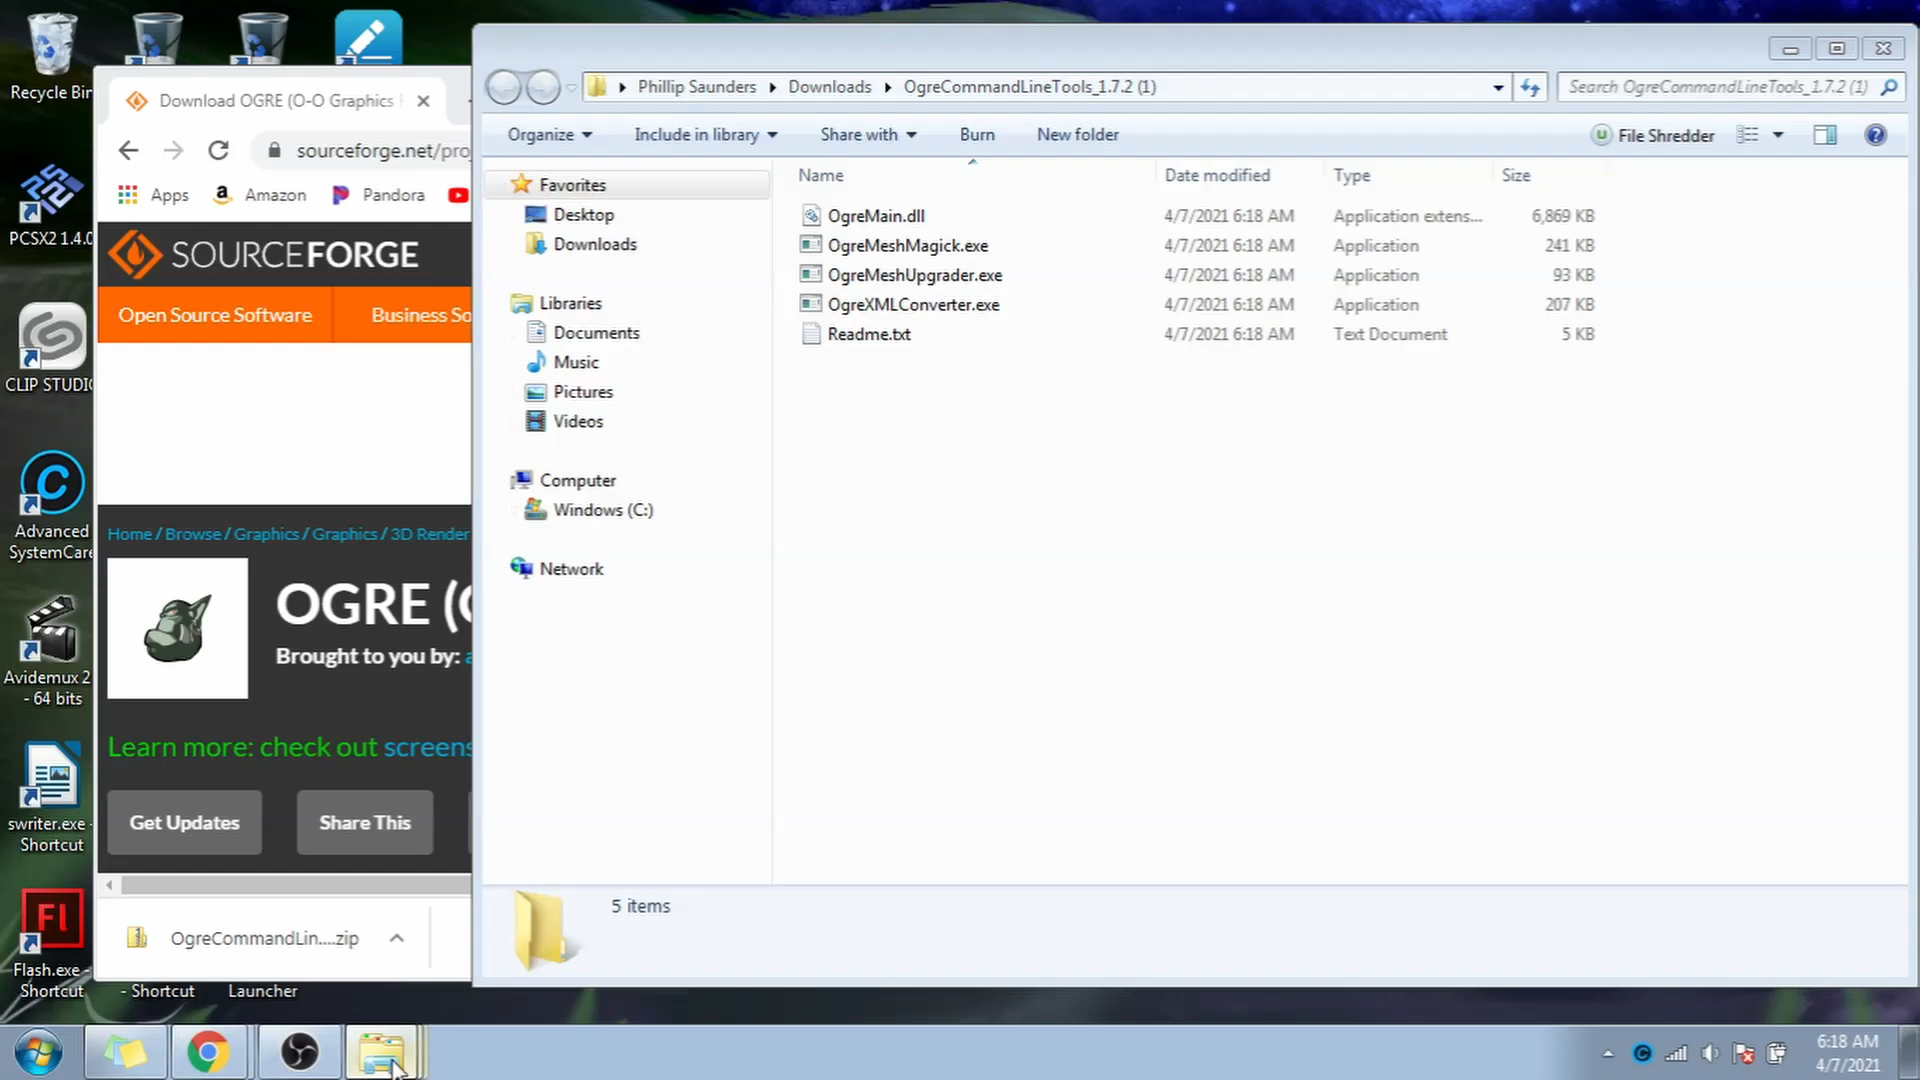 Recycle Bin
PCSX2 1.4.0
CLIP STUDIO
Advanced
SystemCare
Avidemux 2
- 64 bits
swriter.exe -
Shortcut
Fl
Flash.exe -
Shortcut
- Shortcut
Launcher
Download OGRE (O-O Graphics
sourceforge.net/pro
Apps
Amazon
Pandora
SOURCEFORGE
Open Source Software
Business So
Home / Browse / Graphics / Graphics / 3D Render
OGRE (
Brought to you by:
Learn more: check out screens
Get Updates
Share This
OgreCommandLin....zip
Phillip Saunders
Downloads
OgreCommandLineTools_1.7.2 (1)
Search OgreCommandLineTools_1.7.2 (1)
Organize
Include in library
Share with
Burn
New folder
File Shredder
Favorites
Desktop
Downloads
Libraries
Documents
Music
Pictures
Videos
Computer
Windows (C:)
Network
Name Date modified Type Size
OgreMain.dll 4/7/2021 6:18 AM Application extens... 6,869 KB
OgreMeshMagick.exe 4/7/2021 6:18 AM Application 241 KB
OgreMeshUpgrader.exe 4/7/2021 6:18 AM Application 93 KB
OgreXMLConverter.exe 4/7/2021 6:18 AM Application 207 KB
Readme.txt 4/7/2021 6:18 AM Text Document 5 KB
5 items
6:18 AM
4/7/2021